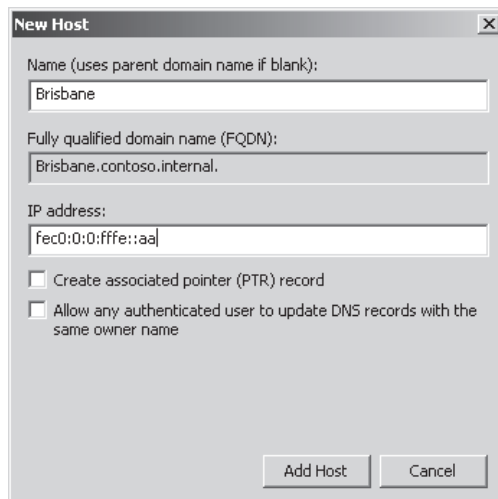 New Host
Name (uses parent domain name if blank):
Brisbane
Fully qualified domain name (FQDN):
Brisbane.contoso.internal.
IP address:
fec0:0:0:fffe::aa
Create associated pointer (PTR) record
Allow any authenticated user to update DNS records with the
same owner name
Add Host
Cancel